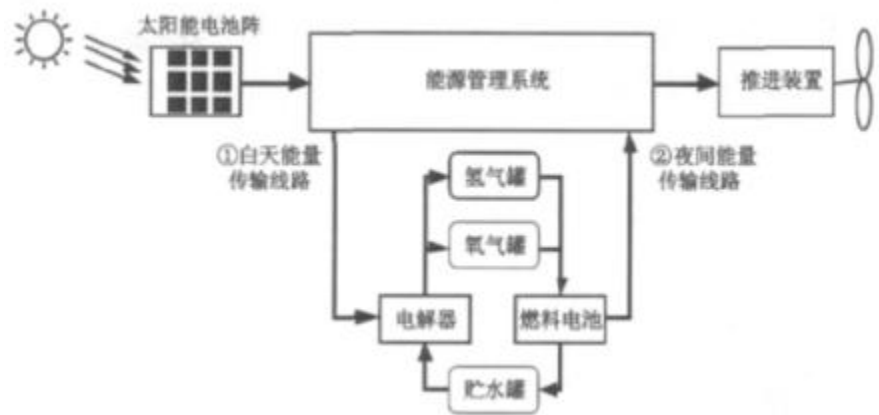 太阳能电池阵
能源管理系统
推进装置
①白天能量
传输线路
②夜间能量
传输线路
氢气罐
氧气罐
电解器
燃料电池
贮水罐